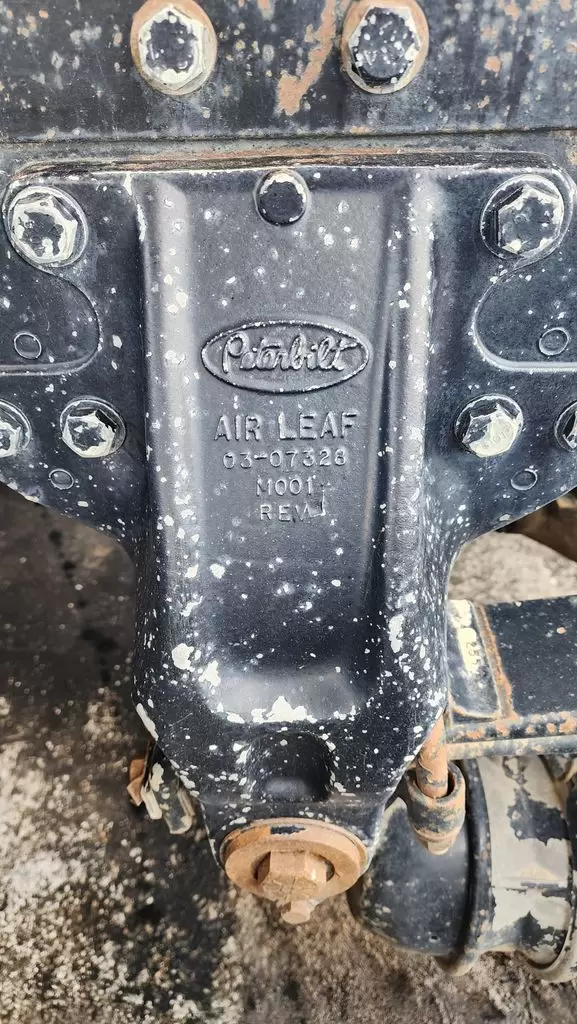 Peterbilt
AIR LEAF
03-07328
M001
REV